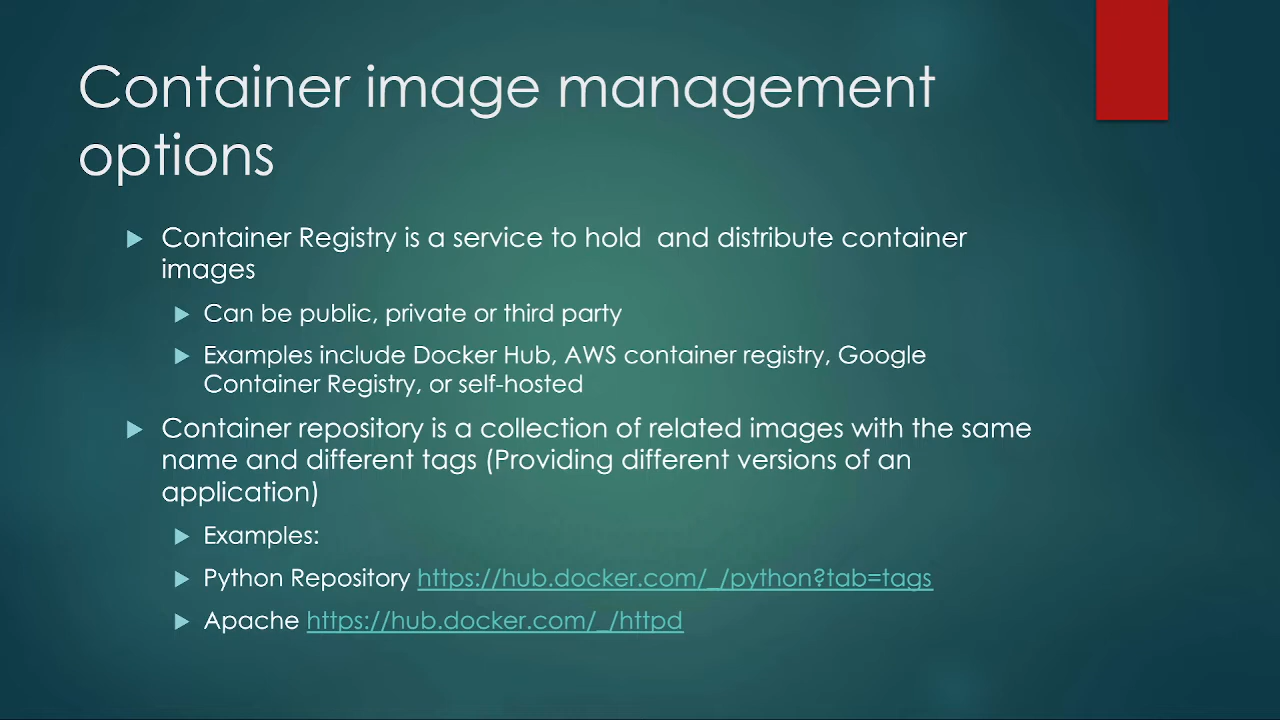 Container image management
options
Container Registry is a service to hold  and distribute container
images
Can be public, private or third party
Examples include Docker Hub, AWS container registry, Google
Container Registry, or self-hosted
Container repository is a collection of related images with the same
name and different tags (Providing different versions of an
application)
Examples:
Python Repository https://hub.docker.com/_/python?tab=tags
Apache https://hub.docker.com/_/httpd